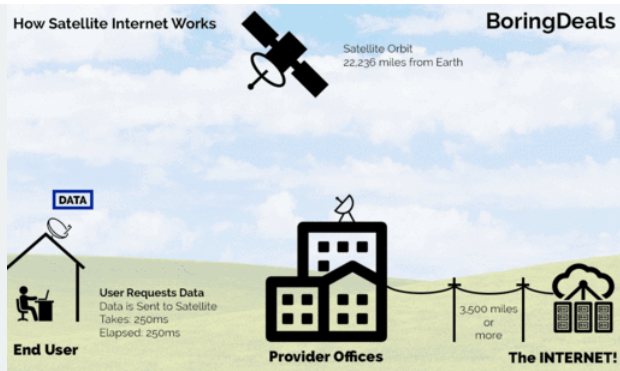 How Satellite Internet Works
BoringDeals
Satellite Orbit
22,236 miles from Earth
DATA
User Requests Data
Data is Sent to Satellite
Takes: 250ms
Elapsed: 250ms
3,500 miles
or
more
End User
Provider Offices
The INTERNET!